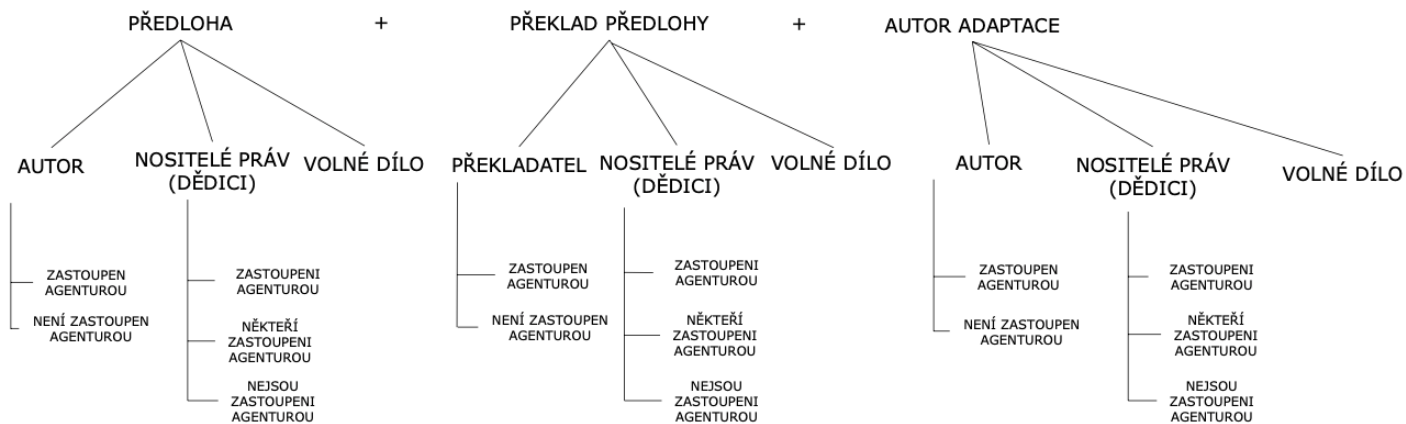 PŘEDLOHA + PŘEKLAD PŘEDLOHY + AUTOR ADAPTACE
AUTOR
NOSITELÉ PRÁV
(DĚDICI)
VOLNÉ DÍLO
ZASTOUPEN
AGENTUROU
NENÍ ZASTOUPEN
AGENTUROU
ZASTOUPENI
AGENTUROU
NĚKTEŘÍ
ZASTOUPENI
AGENTUROU
NEJSOU
ZASTOUPENI
AGENTUROU
PŘEKLADATEL
NOSITELÉ PRÁV
(DĚDICI)
VOLNÉ DÍLO
ZASTOUPEN
AGENTUROU
NENÍ ZASTOUPEN
AGENTUROU
ZASTOUPENI
AGENTUROU
NĚKTEŘÍ
ZASTOUPENI
AGENTUROU
NEJSOU
ZASTOUPENI
AGENTUROU
AUTOR
NOSITELÉ PRÁV
(DĚDICI)
VOLNÉ DÍLO
ZASTOUPEN
AGENTUROU
NENÍ ZASTOUPEN
AGENTUROU
ZASTOUPENI
AGENTUROU
NĚKTEŘÍ
ZASTOUPENI
AGENTUROU
NEJSOU
ZASTOUPENI
AGENTUROU